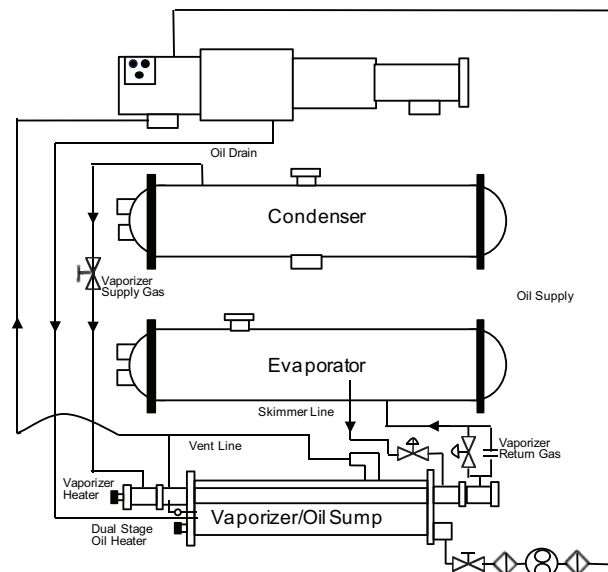 Oil Drain
Condenser
Vaporizer
Supply Gas
Oil Supply
Evaporator
Skimmer Line
Vent Line
Vaporizer
Return Gas
Vaporizer
Heater
Vaporizer/Oil Sump
Dual Stage
Oil Heater